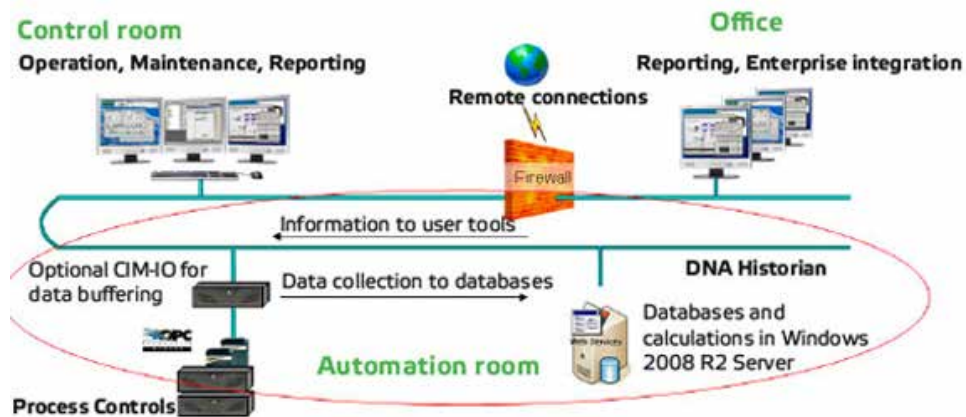 Control room
Operation, Maintenance, Reporting
Office
Reporting, Enterprise integration
Remote connections
Firewall
Information to user tools
Optional CIM-IO for
data buffering
Data collection to databases
DNA Historian
OPC
Web Services
Databases and
calculations in Windows
2008 R2 Server
Automation room
Process Controls